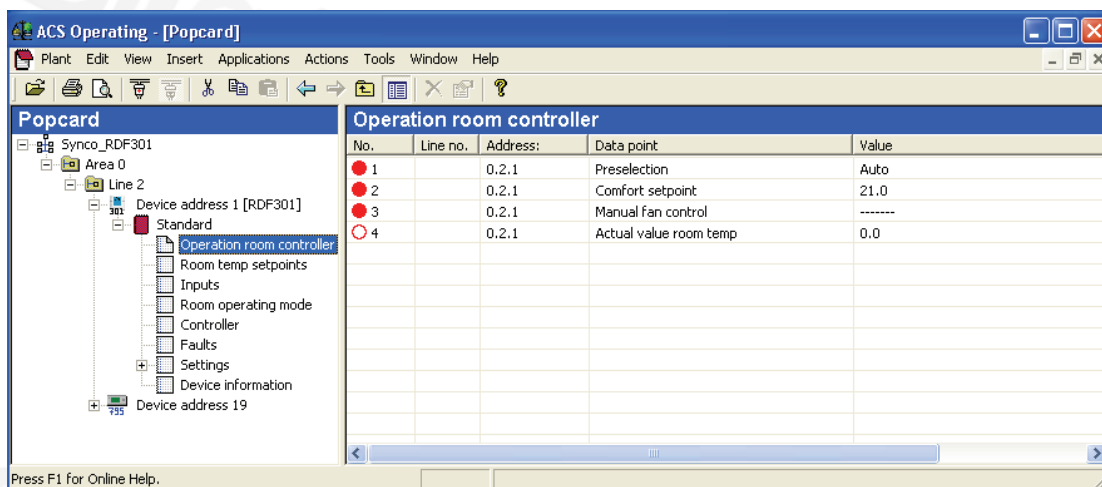 ACS Operating - [Popcard]
Plant Edit View Insert Applications Actions Tools Window Help
Popcard
Synco_RDF301
Area 0
Line 2
301 Device address 1 [RDF301]
Standard
Operation room controller
Room temp setpoints
Inputs
Room operating mode
Controller
Faults
Settings
Device information
795 Device address 19
Operation room controller
No. Line no. Address: Data point Value
1 0.2.1 Preselection Auto
2 0.2.1 Comfort setpoint 21.0
3 0.2.1 Manual fan control -------
4 0.2.1 Actual value room temp 0.0
Press F1 for Online Help.